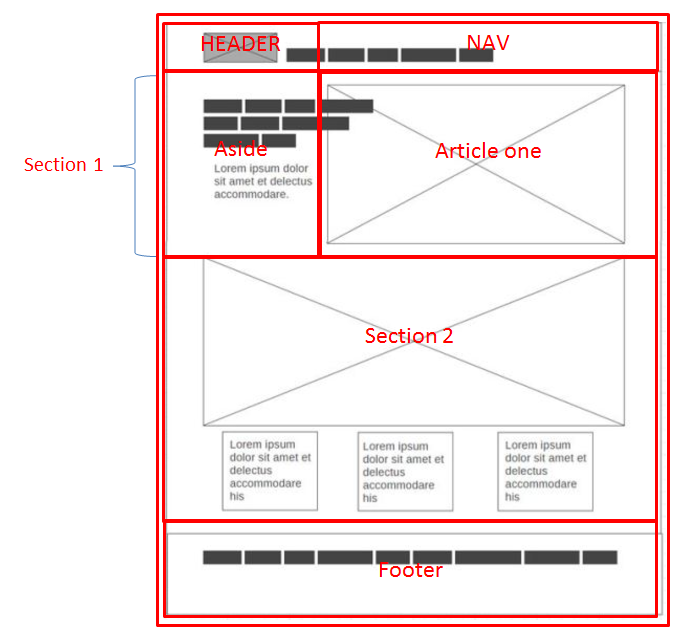 HEADER
NAV
Section 1
Aside
Lorem ipsum dolor
sit amet et delectus
accommodare.
Article one
Section 2
Lorem ipsum
dolor sit amet et
delectus
accommodare
his
Lorem ipsum
dolor sit amet et
delectus
accommodare
his
Lorem ipsum
dolor sit amet et
delectus
accommodare
his
Footer